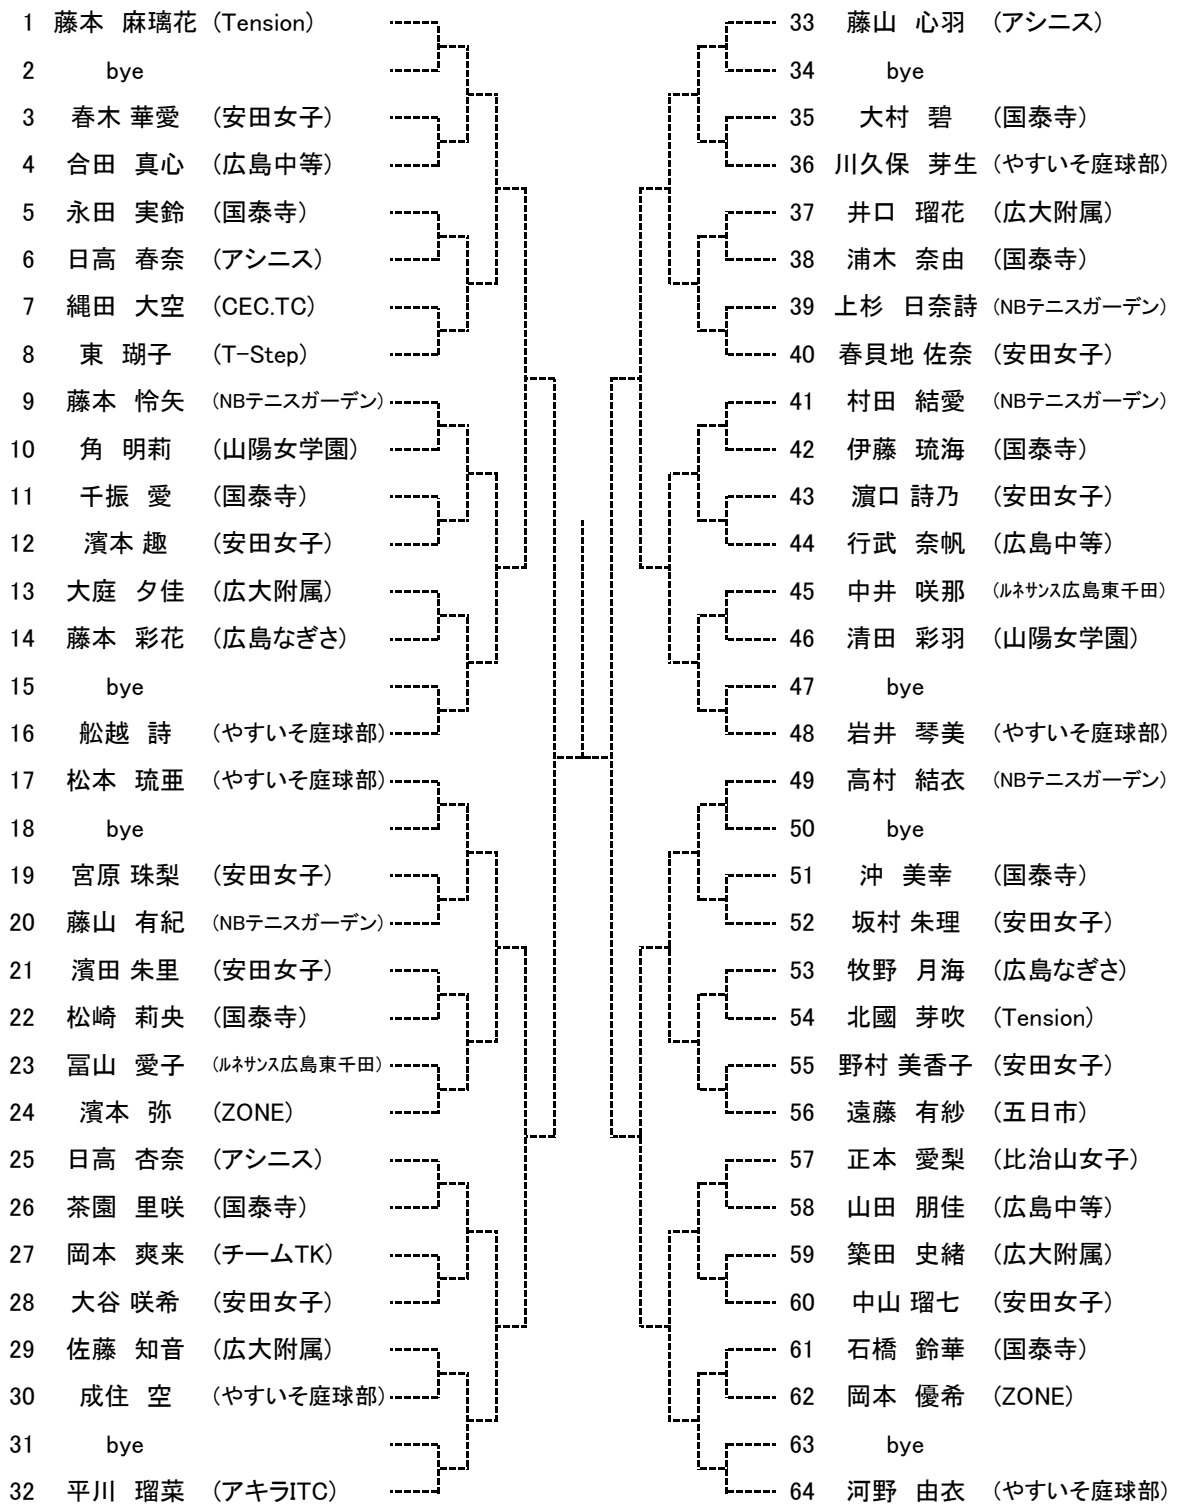 1 藤本 麻璃花 (Tension)
2 bye
3 春木 華愛 (安田女子)
4 合田 真心 (広島中等)
5 永田 実鈴 (国泰寺)
6 日高 春奈 (アシニス)
7 縄田 大空 (CEC.TC)
8 東 瑚子 (T-Step)
9 藤本 怜矢 (NBテニスガーデン)
10 角 明莉 (山陽女学園)
11 千振 愛 (国泰寺)
12 濱本 趣 (安田女子)
13 大庭 夕佳 (広大附属)
14 藤本 彩花 (広島なぎさ)
15 bye
16 舩越 詩 (やすいそ庭球部)
17 松本 琉亜 (やすいそ庭球部)
18 bye
19 宮原 珠梨 (安田女子)
20 藤山 有紀 (NBテニスガーデン)
21 濱田 朱里 (安田女子)
22 松崎 莉央 (国泰寺)
23 冨山 愛子 (ルネサンス広島東千田)
24 濱本 弥 (ZONE)
25 日高 杏奈 (アシニス)
26 茶園 里咲 (国泰寺)
27 岡本 爽来 (チームTK)
28 大谷 咲希 (安田女子)
29 佐藤 知音 (広大附属)
30 成住 空 (やすいそ庭球部)
31 bye
32 平川 瑠菜 (アキラITC)
33 藤山 心羽 (アシニス)
34 bye
35 大村 碧 (国泰寺)
36 川久保 芽生 (やすいそ庭球部)
37 井口 瑠花 (広大附属)
38 浦木 奈由 (国泰寺)
39 上杉 日奈詩 (NBテニスガーデン)
40 春貝地 佐奈 (安田女子)
41 村田 結愛 (NBテニスガーデン)
42 伊藤 琉海 (国泰寺)
43 濵口 詩乃 (安田女子)
44 行武 奈帆 (広島中等)
45 中井 咲那 (ルネサンス広島東千田)
46 清田 彩羽 (山陽女学園)
47 bye
48 岩井 琴美 (やすいそ庭球部)
49 高村 結衣 (NBテニスガーデン)
50 bye
51 沖 美幸 (国泰寺)
52 坂村 朱理 (安田女子)
53 牧野 月海 (広島なぎさ)
54 北國 芽吹 (Tension)
55 野村 美香子 (安田女子)
56 遠藤 有紗 (五日市)
57 正本 愛梨 (比治山女子)
58 山田 朋佳 (広島中等)
59 築田 史緒 (広大附属)
60 中山 瑠七 (安田女子)
61 石橋 鈴華 (国泰寺)
62 岡本 優希 (ZONE)
63 bye
64 河野 由衣 (やすいそ庭球部)